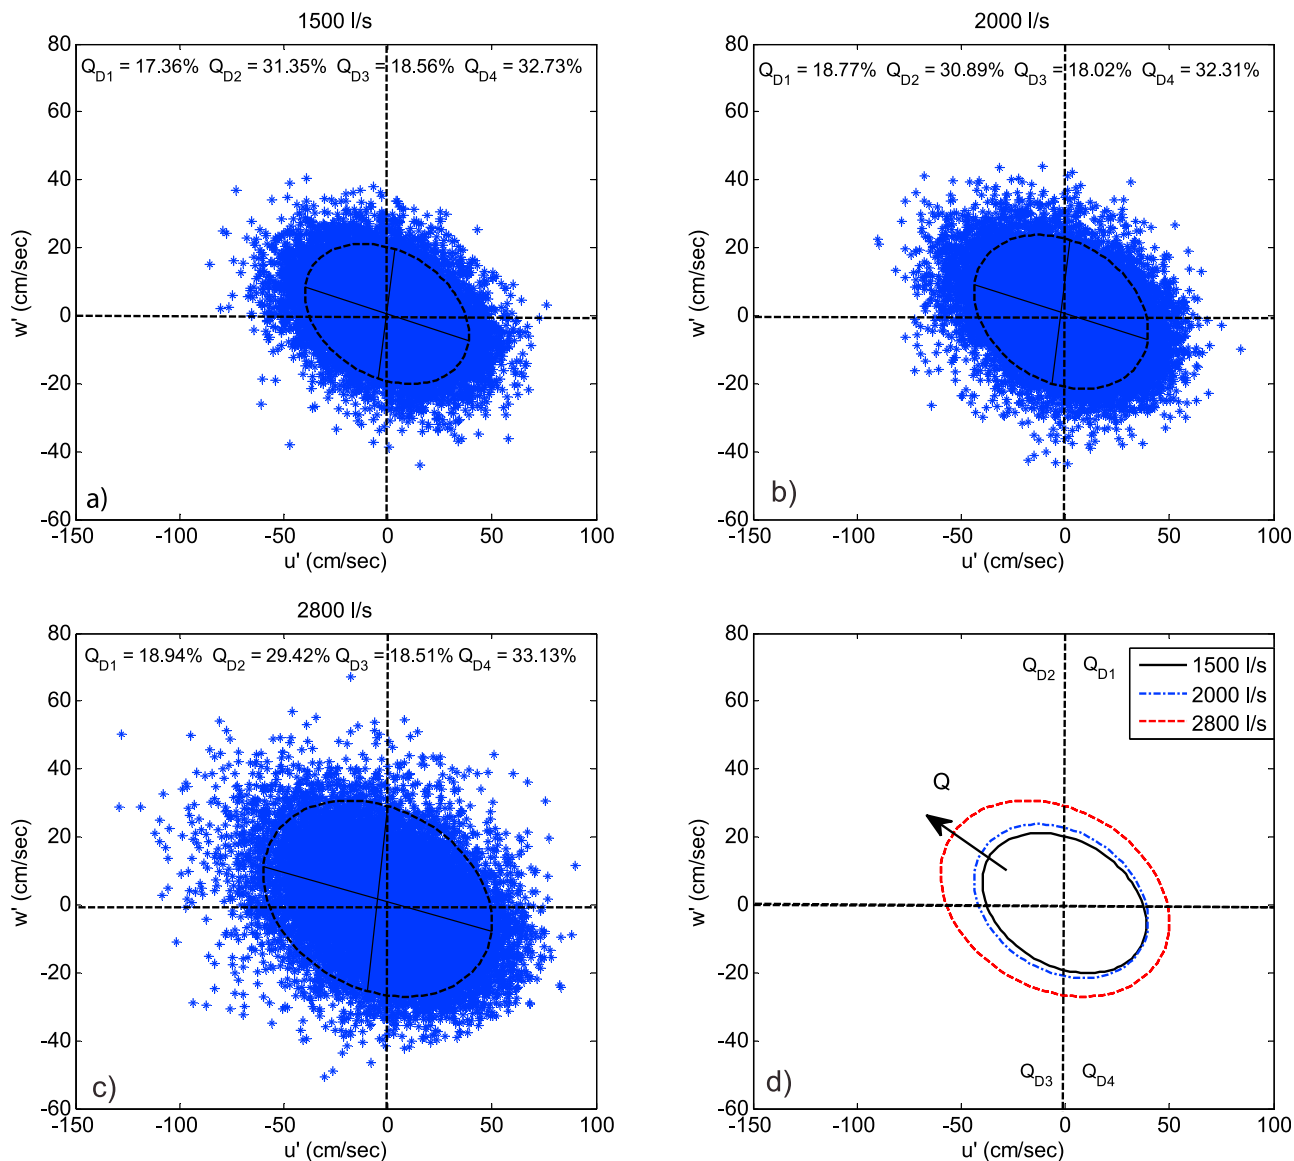 1500 l/s
Q_D1 = 17.36% Q_D2 = 31.35% Q_D3 = 18.56% Q_D4 = 32.73%
80
60
40
20
0
-20
-40
-60
w' (cm/sec)
a)
-150 -100 -50 0 50 100
u' (cm/sec)
2000 l/s
Q_D1 = 18.77% Q_D2 = 30.89% Q_D3 = 18.02% Q_D4 = 32.31%
80
60
40
20
0
-20
-40
-60
w' (cm/sec)
b)
-150 -100 -50 0 50 100
u' (cm/sec)
2800 l/s
Q_D1 = 18.94% Q_D2 = 29.42% Q_D3 = 18.51% Q_D4 = 33.13%
80
60
40
20
0
-20
-40
-60
w' (cm/sec)
c)
-150 -100 -50 0 50 100
u' (cm/sec)
80
60
40
20
0
-20
-40
-60
w' (cm/sec)
Q_D2 Q_D1
1500 l/s
2000 l/s
2800 l/s
Q
Q_D3 Q_D4
d)
-150 -100 -50 0 50 100
u' (cm/sec)